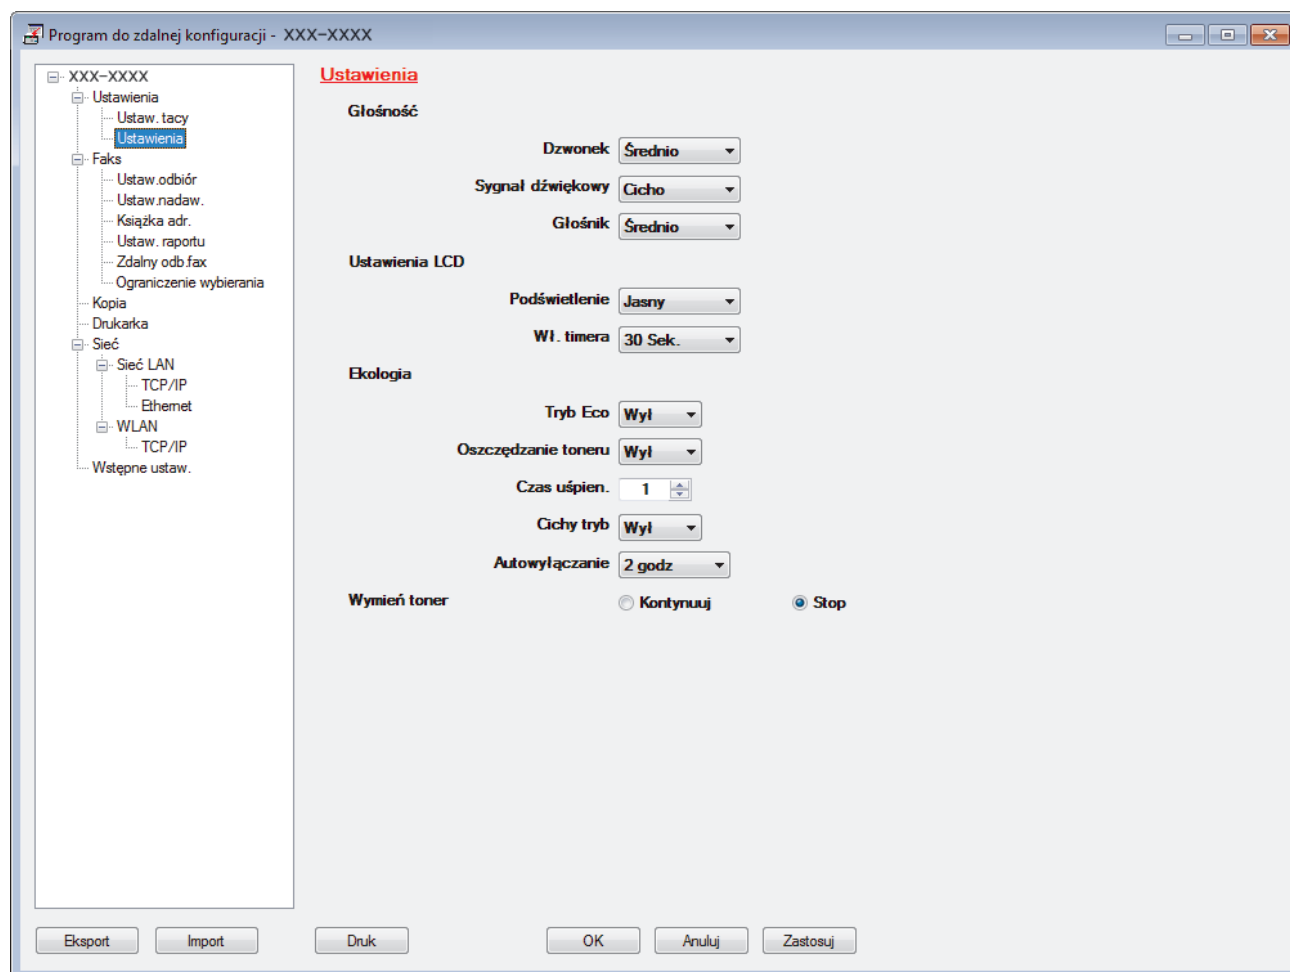 Program do zdalnej konfiguracji - XXX-XXXX
XXX-XXXX
Ustawienia
Ustaw. tacy
Ustawienia
Faks
Ustaw.odbiór
Ustaw.nadaw.
Książka adr.
Ustaw. raportu
Zdalny odb.fax
Ograniczenie wybierania
Kopia
Drukarka
Sieć
Sieć LAN
TCP/IP
Ethernet
WLAN
TCP/IP
Wstępne ustaw.
Ustawienia
Głośność
Dzwonek Średnio
Sygnał dźwiękowy Cicho
Głośnik Średnio
Ustawienia LCD
Podświetlenie Jasny
Wł. timera 30 Sek.
Ekologia
Tryb Eco Wył
Oszczędzanie toneru Wył
Czas uśpien. 1
Cichy tryb Wył
Autowyłączanie 2 godz
Wymień toner Kontynuuj Stop
Eksport Import Druk OK Anuluj Zastosuj